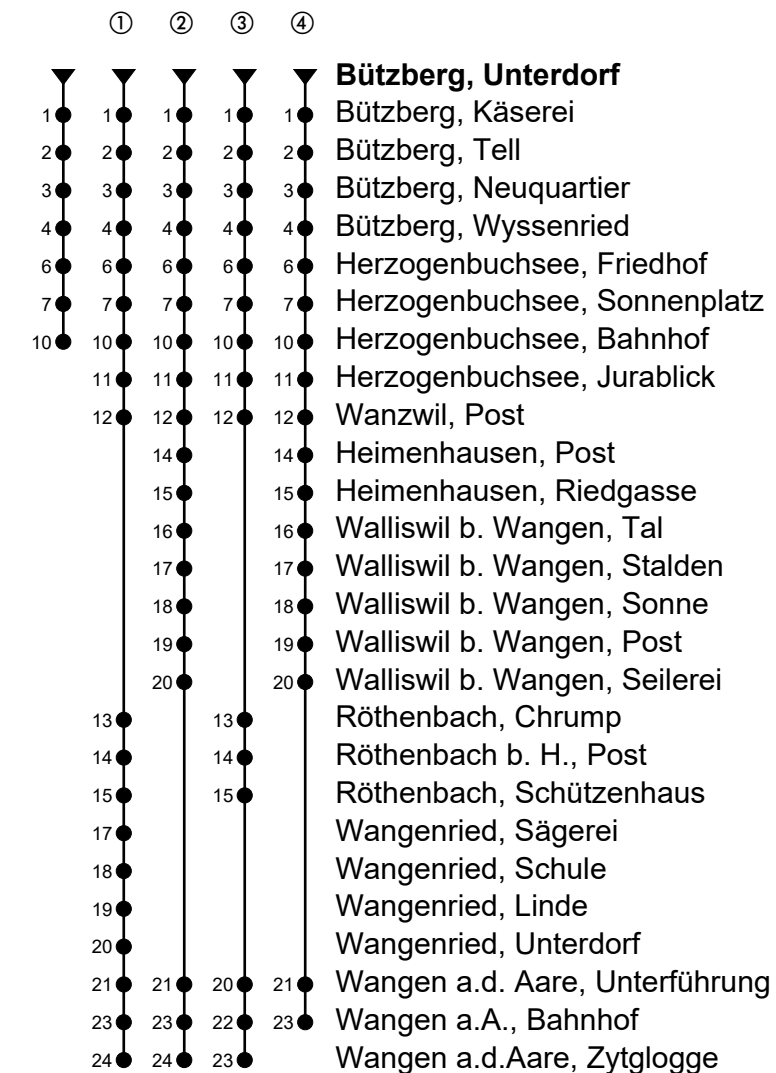 ① ② ③ ④
Bützberg, Unterdorf
1 1 1 1 1 Bützberg, Käserei
2 2 2 2 2 Bützberg, Tell
3 3 3 3 3 Bützberg, Neuquartier
4 4 4 4 4 Bützberg, Wyssenried
6 6 6 6 6 Herzogenbuchsee, Friedhof
7 7 7 7 7 Herzogenbuchsee, Sonnenplatz
10 10 10 10 10 Herzogenbuchsee, Bahnhof
11 11 11 11 Herzogenbuchsee, Jurablick
12 12 12 12 Wanzwil, Post
14 14 Heimenhausen, Post
15 15 Heimenhausen, Riedgasse
16 16 Walliswil b. Wangen, Tal
17 17 Walliswil b. Wangen, Stalden
18 18 Walliswil b. Wangen, Sonne
19 19 Walliswil b. Wangen, Post
20 20 Walliswil b. Wangen, Seilerei
13 13 Röthenbach, Chrump
14 14 Röthenbach b. H., Post
15 15 Röthenbach, Schützenhaus
17 Wangenried, Sägerei
18 Wangenried, Schule
19 Wangenried, Linde
20 Wangenried, Unterdorf
21 21 20 21 Wangen a.d. Aare, Unterführung
23 23 22 23 Wangen a.A., Bahnhof
24 24 23 Wangen a.d.Aare, Zytglogge